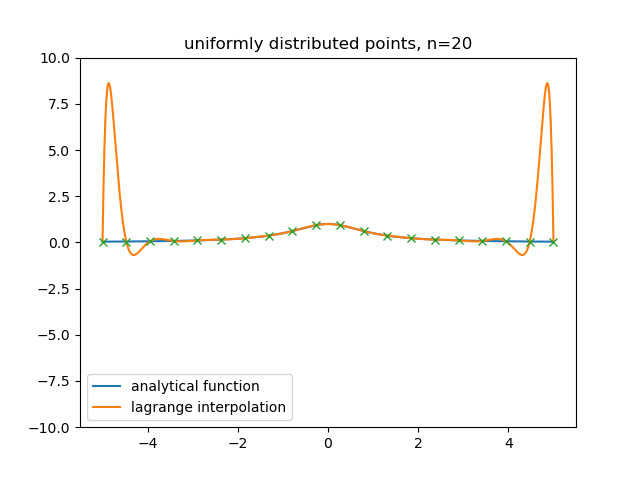 uniformly distributed points, n=20
10.0
7.5
5.0
2.5
0.0
−2.5
−5.0
−7.5
−10.0
analytical function
lagrange interpolation
−4 −2 0 2 4